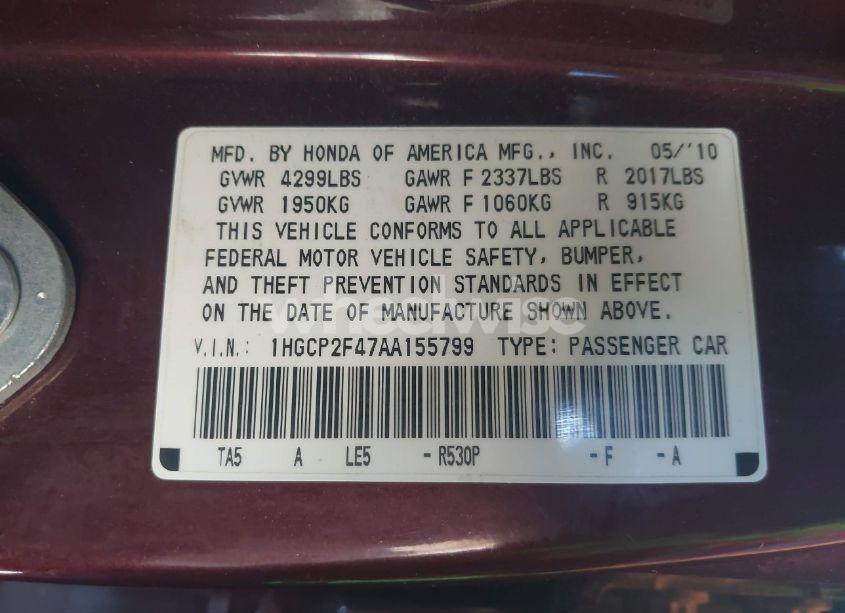 MFD. BY HONDA OF AMERICA MFG., INC. 05/'10
GVWR 4299LBS GAWR F 2337LBS R 2017LBS
GVWR 1950KG GAWR F 1060KG R 915KG
THIS VEHICLE CONFORMS TO ALL APPLICABLE
FEDERAL MOTOR VEHICLE SAFETY, BUMPER,
AND THEFT PREVENTION STANDARDS IN EFFECT
ON THE DATE OF MANUFACTURE SHOWN ABOVE.
wheelwise
V.I.N.: 1HGCP2F47AA155799 TYPE: PASSENGER CAR
TA5 A LE5 -R530P -F -A